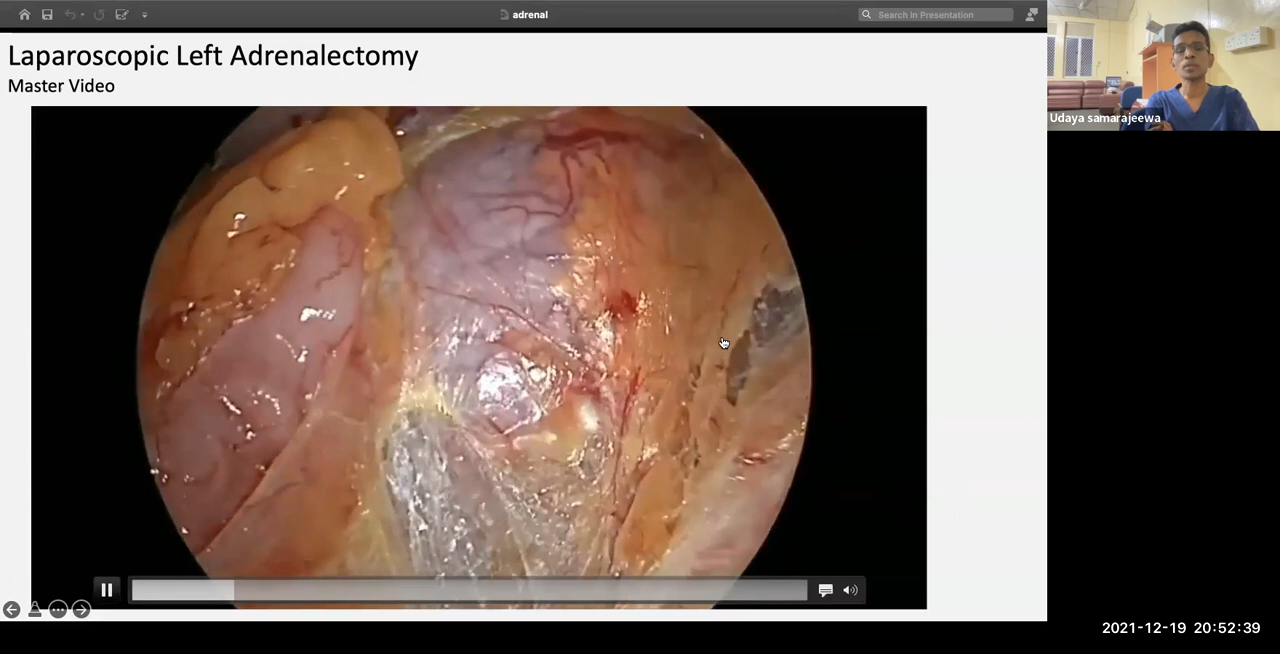 adrenal
Search in Presentation
Laparoscopic Left Adrenalectomy
Master Video
Udaya samarajeewa
2021-12-19 20:52:39